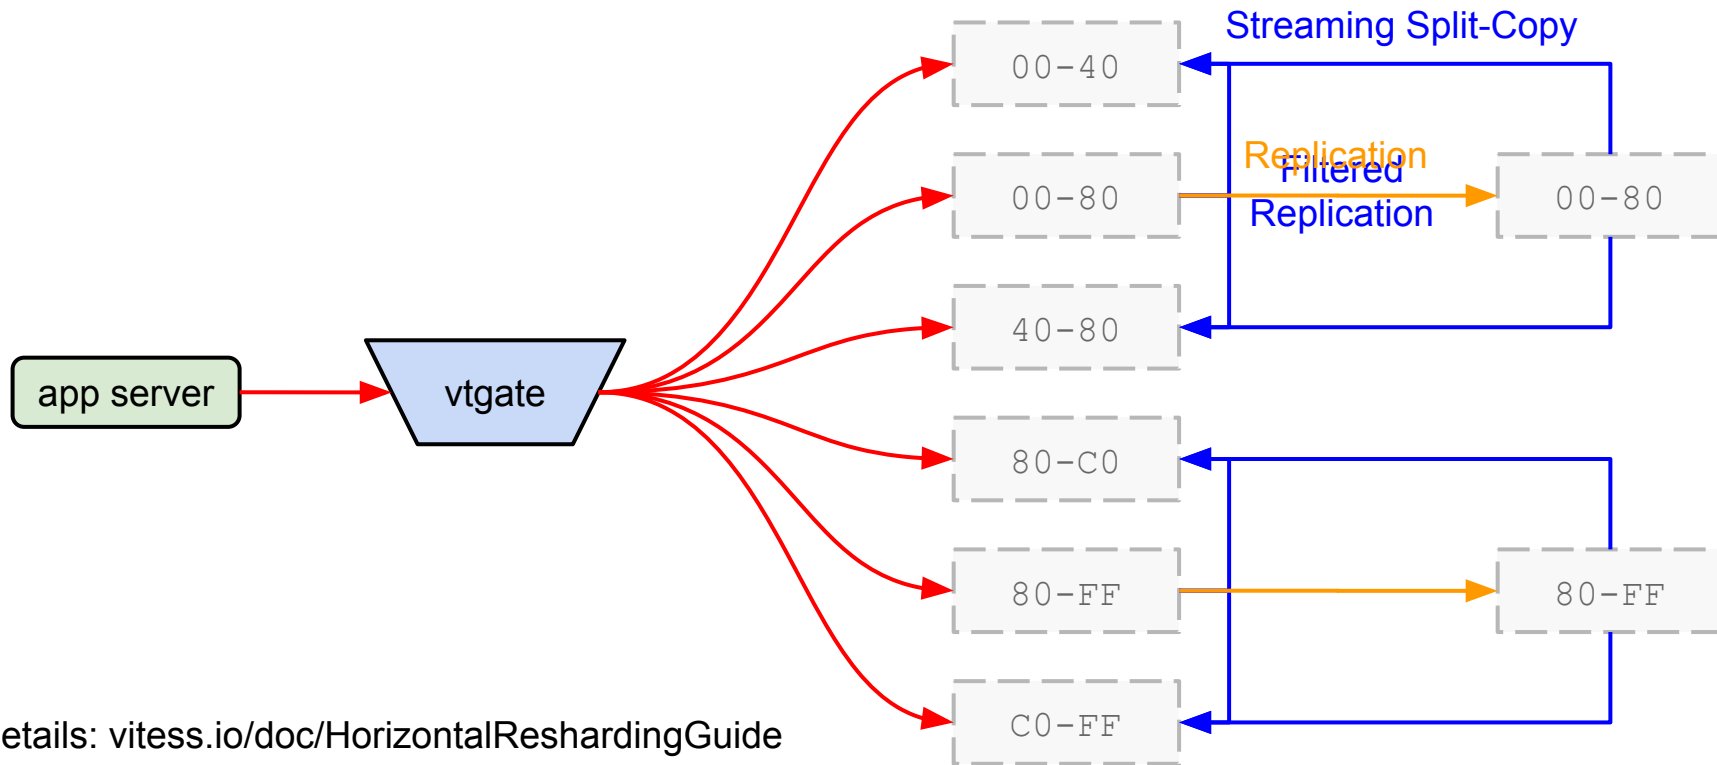 Streaming Split-Copy
00-40
Replication
Filtered
Replication
00-80
00-80
40-80
app server
vtgate
80-C0
80-FF
80-FF
C0-FF
etails: vitess.io/doc/HorizontalReshardingGuide